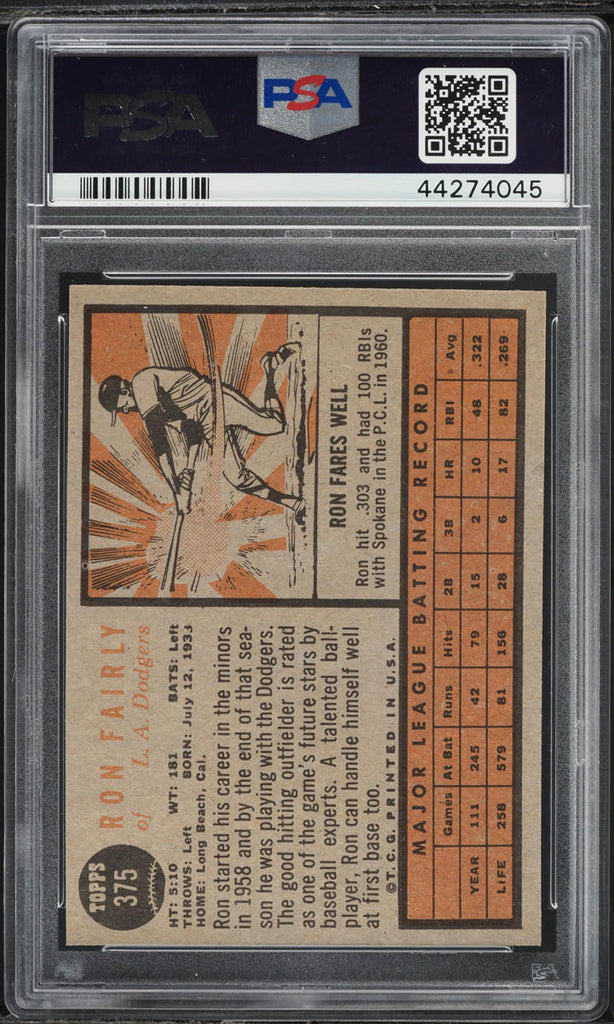 PSA
PSA
44274045
TOPPS
375
RON FAIRLY
of L. A. Dodgers
HT: 5:10 WT: 181 BATS: Left
THROWS: Left BORN: July 12, 1933
HOME: Long Beach, Cal.
Ron started his career in the minors
in 1958 and by the end of that sea-
son he was playing with the Dodgers.
The good hitting outfielder is rated
as one of the game's future stars by
baseball experts. A talented ball-
player, Ron can handle himself well
at first base too.
©T.C.G. PRINTED IN U.S.A.
RON FARES WELL
Ron hit .303 and had 100 RBIs
with Spokane in the P.C.L. in 1960.
MAJOR LEAGUE BATTING RECORD
Games At Bat Runs Hits 2B 3B HR RBI Avg
YEAR 111 245 42 79 15 2 10 48 .322
LIFE 258 579 81 156 28 6 17 82 .269